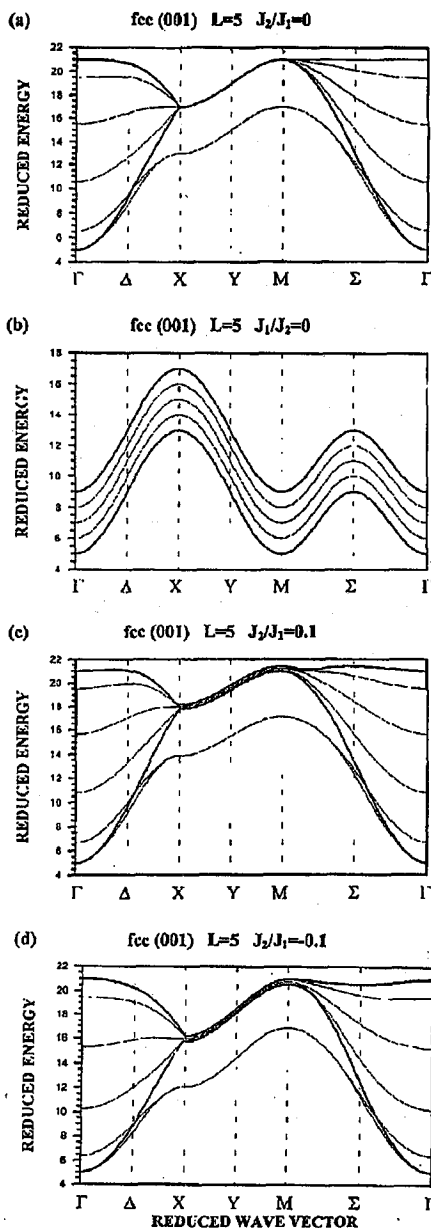 (a) fcc (001) L=5 J₂/J₁=0
REDUCED ENERGY
22
20
18
16
14
12
10
8
6
4
Γ Δ X Y M Σ Γ
(b) fcc (001) L=5 J₁/J₂=0
REDUCED ENERGY
18
16
14
12
10
8
6
4
Γ Δ X Y M Σ Γ
(c) fcc (001) L=5 J₂/J₁=0.1
REDUCED ENERGY
22
20
18
16
14
12
10
8
6
4
Γ Δ X Y M Σ Γ
(d) fcc (001) L=5 J₂/J₁=-0.1
REDUCED ENERGY
22
20
18
16
14
12
10
8
6
4
Γ Δ X Y M Σ Γ
REDUCED WAVE VECTOR